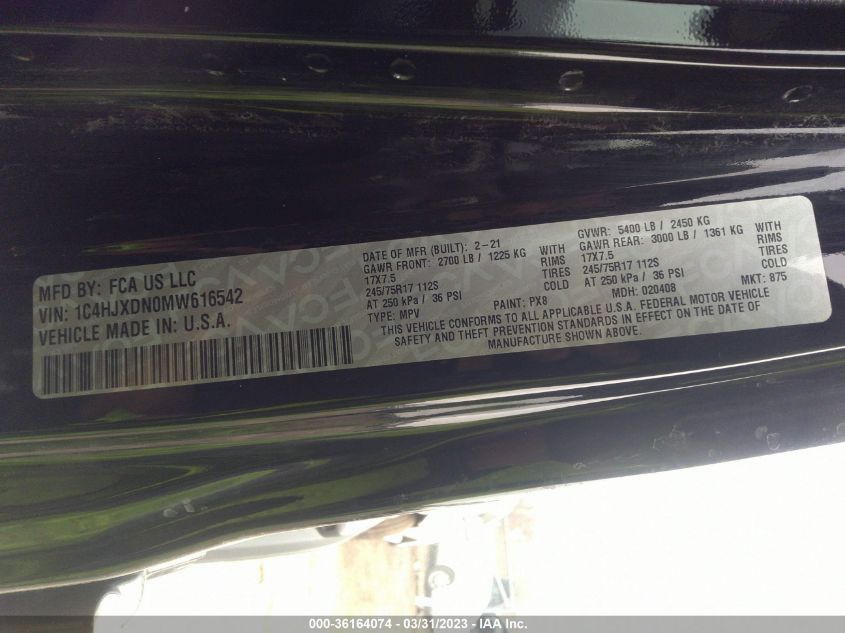 MFD BY: FCA US LLC
VIN: 1C4HJXDN0MW616542
VEHICLE MADE IN: U.S.A.
DATE OF MFR (BUILT): 2-21
GAWR FRONT: 2700 LB / 1225 KG WITH
17X7.5 RIMS
245/75R17 112S TIRES
AT 250 kPa / 36 PSI COLD
TYPE: MPV PAINT: PX8
GVWR: 5400 LB / 2450 KG
GAWR REAR: 3000 LB / 1361 KG WITH
17X7.5 RIMS
245/75R17 112S TIRES
AT 250 kPa / 36 PSI COLD
MDH: 020408 MKT: 875
THIS VEHICLE CONFORMS TO ALL APPLICABLE U.S.A. FEDERAL MOTOR VEHICLE
SAFETY AND THEFT PREVENTION STANDARDS IN EFFECT ON THE DATE OF
MANUFACTURE SHOWN ABOVE.
000-36164074 - 03/31/2023 - IAA Inc.